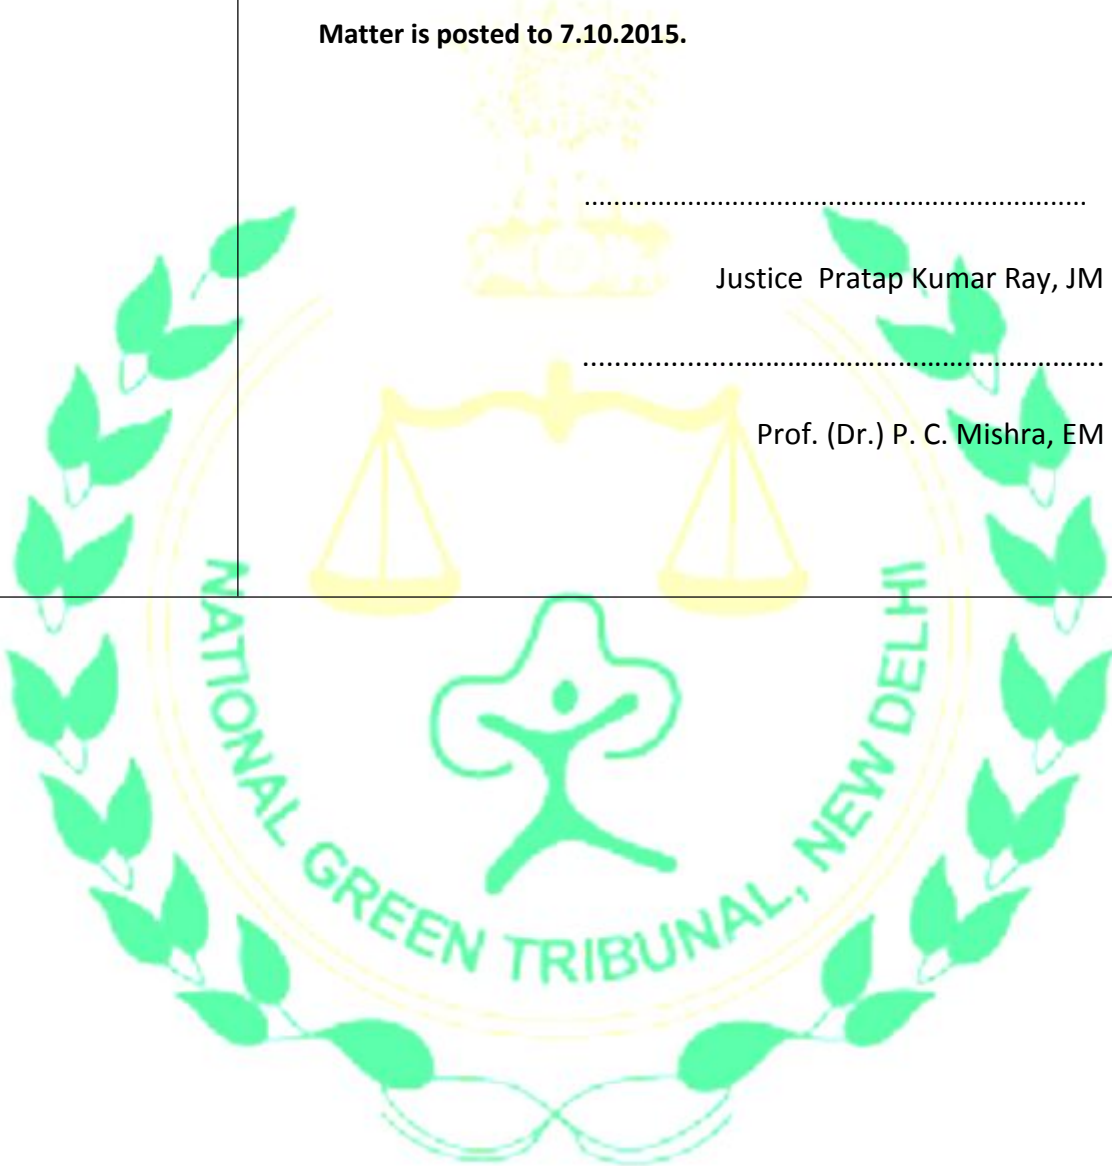 Matter is posted to 7.10.2015.
.....................................................................
Justice Pratap Kumar Ray, JM
.....................................................................
Prof. (Dr.) P. C. Mishra, EM
NATIONAL GREEN TRIBUNAL, NEW DELHI